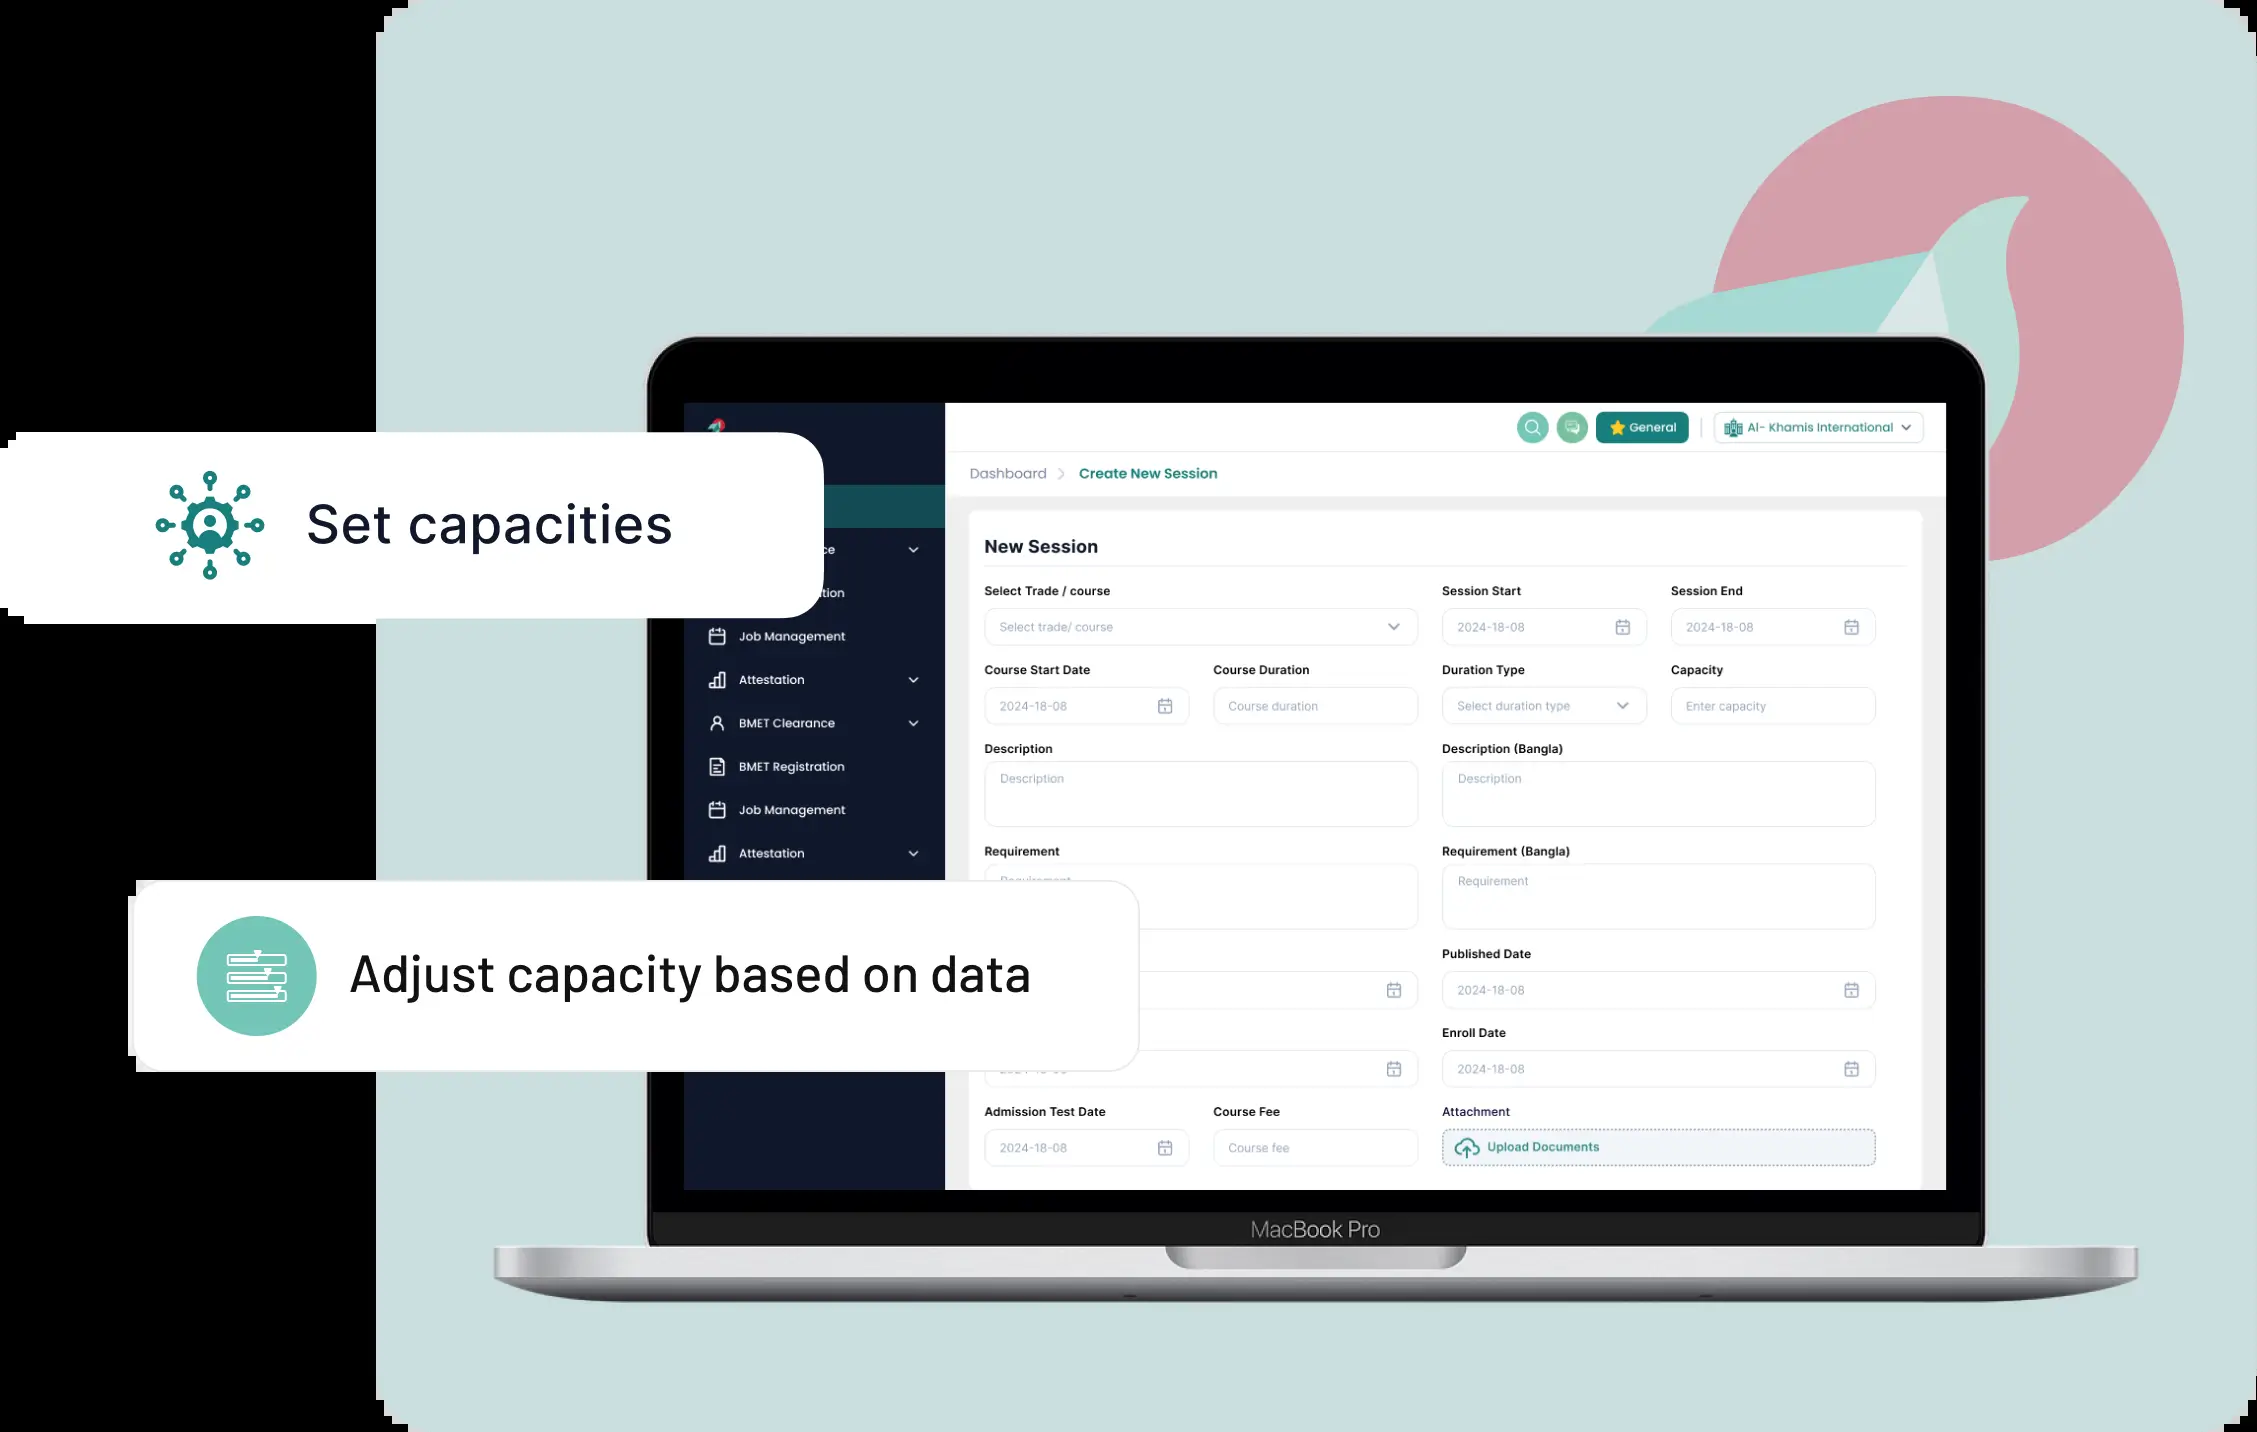 General
Al- Khamis International
Dashboard
Create New Session
Set capacities
New Session
Select Trade / course
Session Start
Session End
Select trade/ course
2024-18-08
2024-18-08
Job Management
Attestation
BMET Clearance
BMET Registration
Job Management
Attestation
Course Start Date
Course Duration
Duration Type
Capacity
2024-18-08
Course duration
Select duration type
Enter capacity
Description
Description (Bangla)
Description
Description
Requirement
Requirement (Bangla)
Requirement
Requirement
Adjust capacity based on data
Published Date
2024-18-08
Enroll Date
2024-18-08
Admission Test Date
Course Fee
Attachment
2024-18-08
Course fee
Upload Documents
MacBook Pro